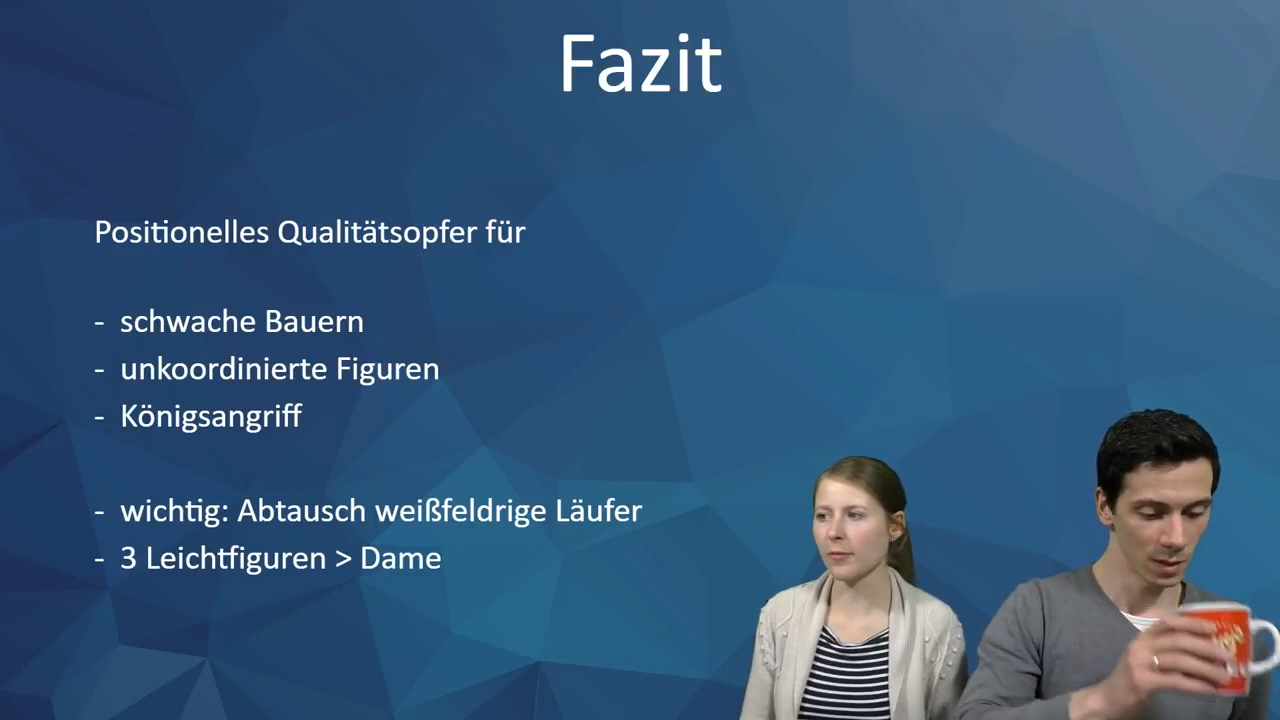 Fazit
Positionelles Qualitätsopfer für
- schwache Bauern
- unkoordinierte Figuren
- Königsangriff
- wichtig: Abtausch weißfeldrige Läufer
- 3 Leichtfiguren > Dame